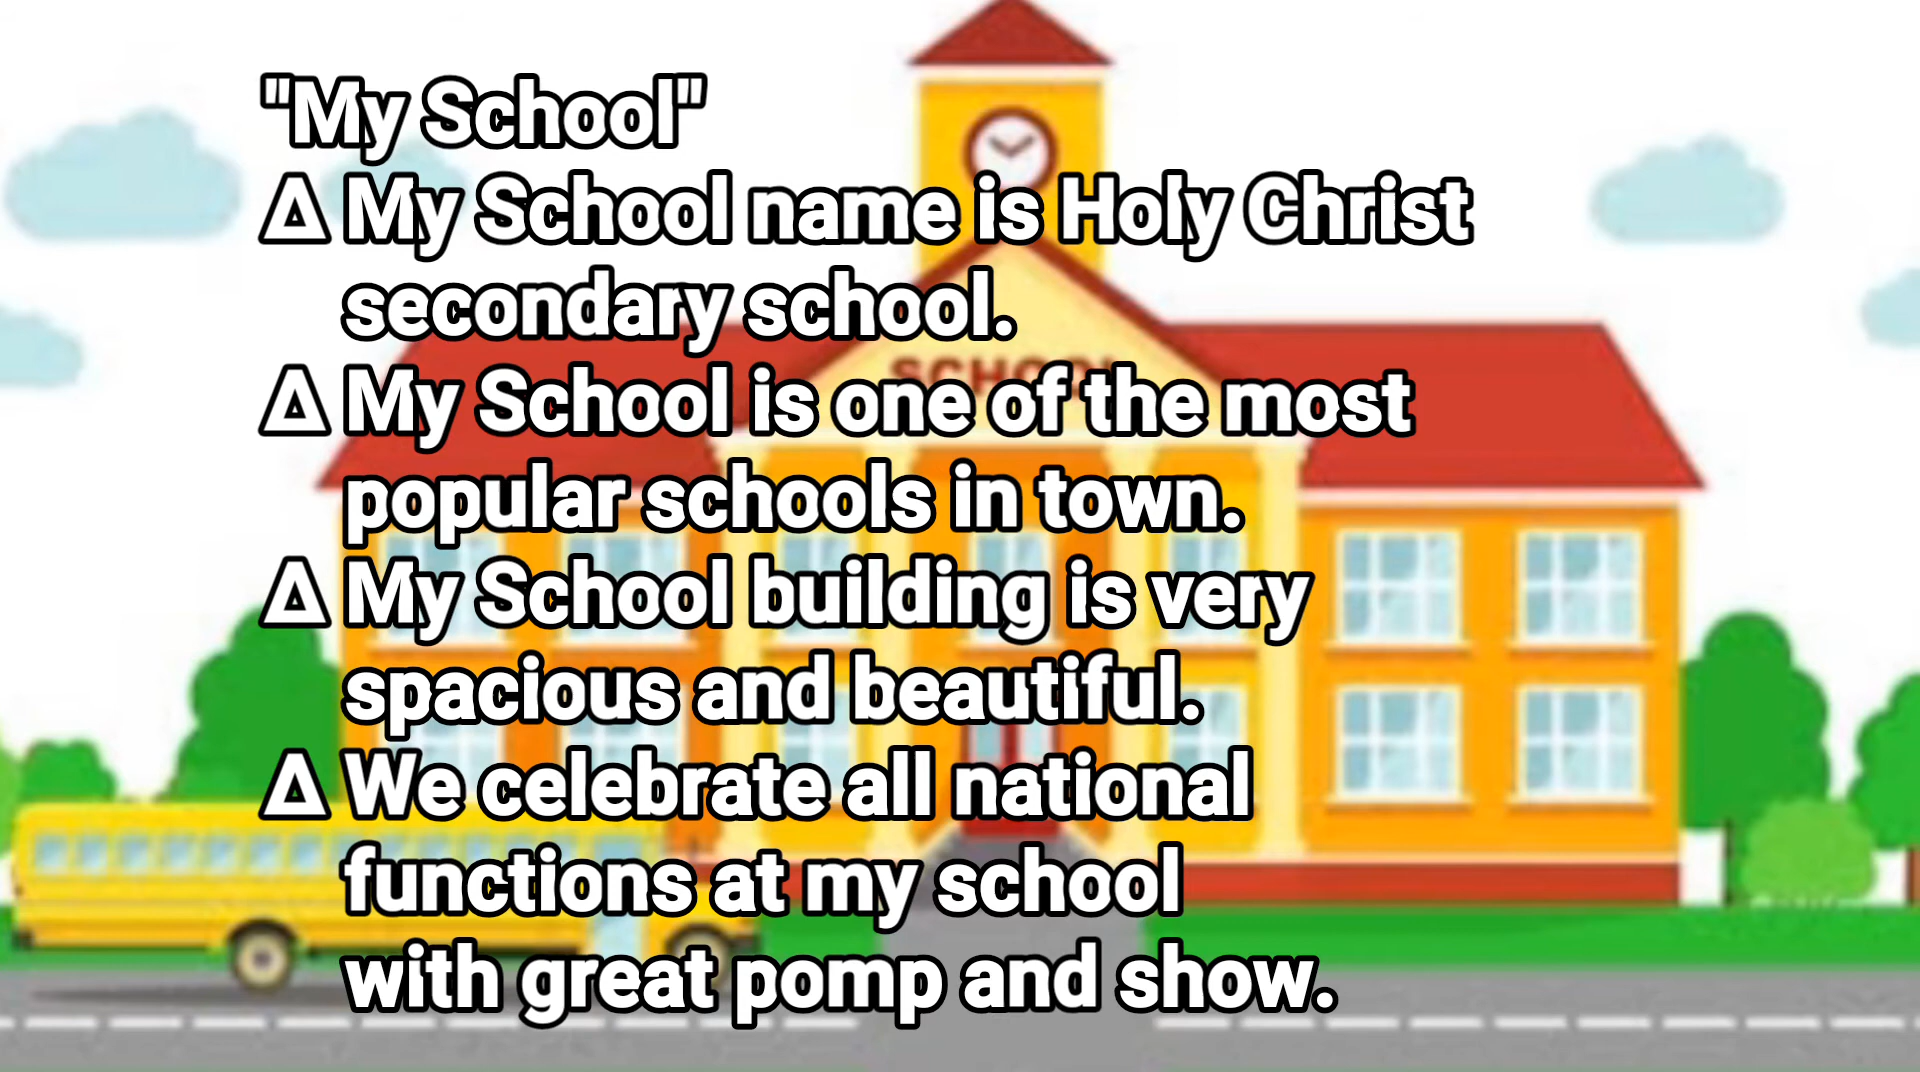 "My School"
Δ My School name is Holy Christ
secondary school.
SCHOOL
Δ My School is one of the most
popular schools in town.
Δ My School building is very
spacious and beautiful.
Δ We celebrate all national
functions at my school
with great pomp and show.